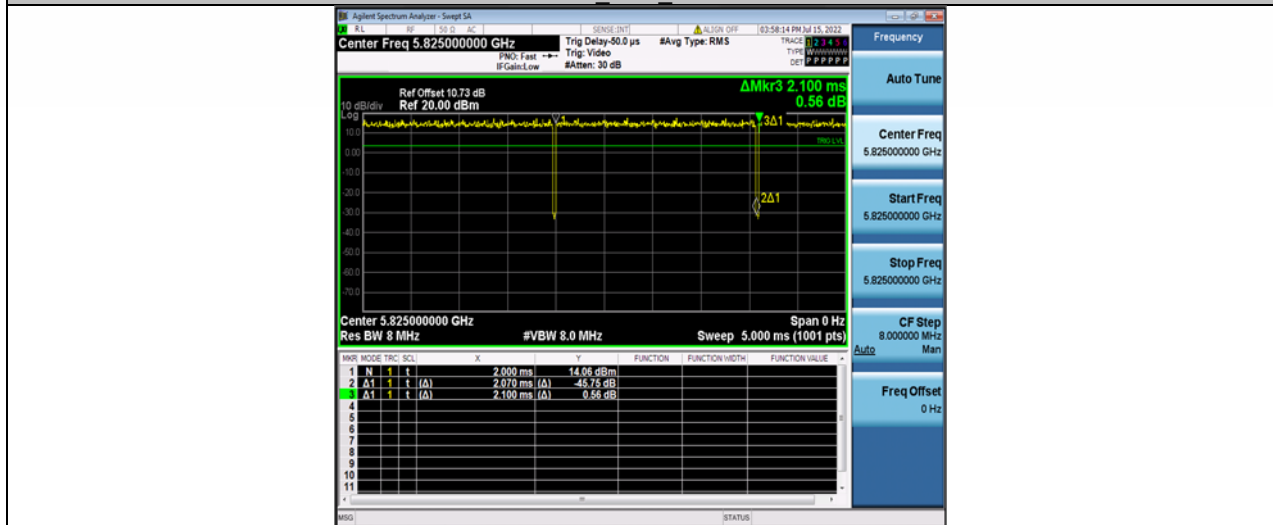 Agilent Spectrum Analyzer - Swept SA
RL RF 50 Ω AC SENSE:INT ALIGN OFF 03:58:14 PM Jul 15, 2022
Center Freq 5.825000000 GHz
Trig Delay-50.0 µs #Avg Type: RMS
TRACE 1 2 3 4 5 6
PNO: Fast Trig: Video
TYPE WWWWWW
IFGain:Low #Atten: 30 dB
DET P P P P P P
Frequency
Auto Tune
Center Freq
5.825000000 GHz
Start Freq
5.825000000 GHz
Stop Freq
5.825000000 GHz
CF Step
8.000000 MHz
Auto Man
Freq Offset
0 Hz
ΔMkr3 2.100 ms
0.56 dB
Ref Offset 10.73 dB
10 dB/div Ref 20.00 dBm
Log
10.0
0.00
-10.0
-20.0
-30.0
-40.0
-50.0
-60.0
-70.0
1
3Δ1
TRIG LVL
2Δ1
Center 5.825000000 GHz Span 0 Hz
Res BW 8 MHz #VBW 8.0 MHz Sweep 5.000 ms (1001 pts)
MKR MODE TRC SCL X Y FUNCTION FUNCTION WIDTH FUNCTION VALUE
1 N 1 t 2.000 ms 14.06 dBm
2 Δ1 1 t (Δ) 2.070 ms (Δ) -45.75 dB
3 Δ1 1 t (Δ) 2.100 ms (Δ) 0.56 dB
4
5
6
7
8
9
10
11
MSG STATUS